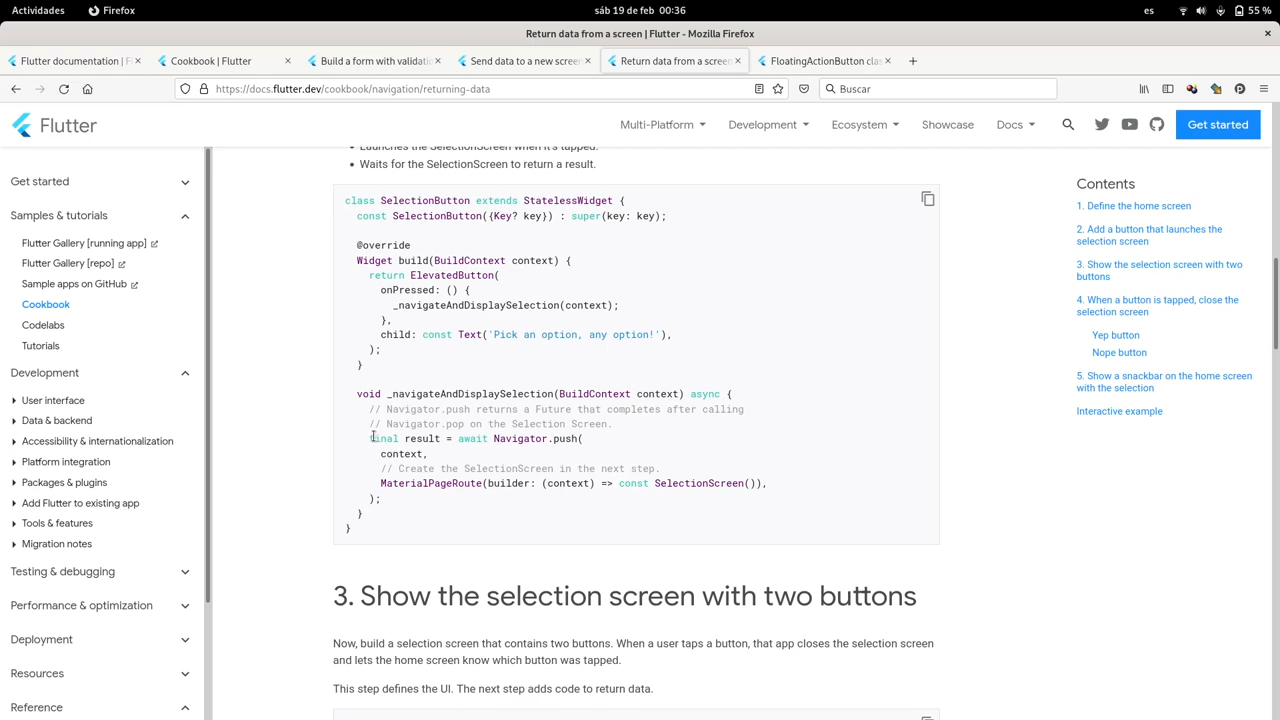 Actividades
Firefox
sáb 19 de feb 00:36
es
55 %
Return data from a screen | Flutter - Mozilla Firefox
Flutter documentation | F
Cookbook | Flutter
Build a form with validatio
Send data to a new scree
Return data from a screen
FloatingActionButton clas
https://docs.flutter.dev/cookbook/navigation/returning-data
Buscar
Flutter
Multi-Platform
Development
Ecosystem
Showcase
Docs
Get started
Get started
Samples & tutorials
Flutter Gallery [running app]
Flutter Gallery [repo]
Sample apps on GitHub
Cookbook
Codelabs
Tutorials
Development
User interface
Data & backend
Accessibility & internationalization
Platform integration
Packages & plugins
Add Flutter to existing app
Tools & features
Migration notes
Testing & debugging
Performance & optimization
Deployment
Resources
Reference
Launches the SelectionScreen when it's tapped.
Waits for the SelectionScreen to return a result.
class SelectionButton extends StatelessWidget {
const SelectionButton({Key? key}) : super(key: key);
@override
Widget build(BuildContext context) {
return ElevatedButton(
onPressed: () {
_navigateAndDisplaySelection(context);
},
child: const Text('Pick an option, any option!'),
);
}
void _navigateAndDisplaySelection(BuildContext context) async {
// Navigator.push returns a Future that completes after calling
// Navigator.pop on the Selection Screen.
final result = await Navigator.push(
context,
// Create the SelectionScreen in the next step.
MaterialPageRoute(builder: (context) => const SelectionScreen()),
);
}
}
3. Show the selection screen with two buttons
Now, build a selection screen that contains two buttons. When a user taps a button, that app closes the selection screen
and lets the home screen know which button was tapped.
This step defines the UI. The next step adds code to return data.
Contents
1. Define the home screen
2. Add a button that launches the
selection screen
3. Show the selection screen with two
buttons
4. When a button is tapped, close the
selection screen
Yep button
Nope button
5. Show a snackbar on the home screen
with the selection
Interactive example